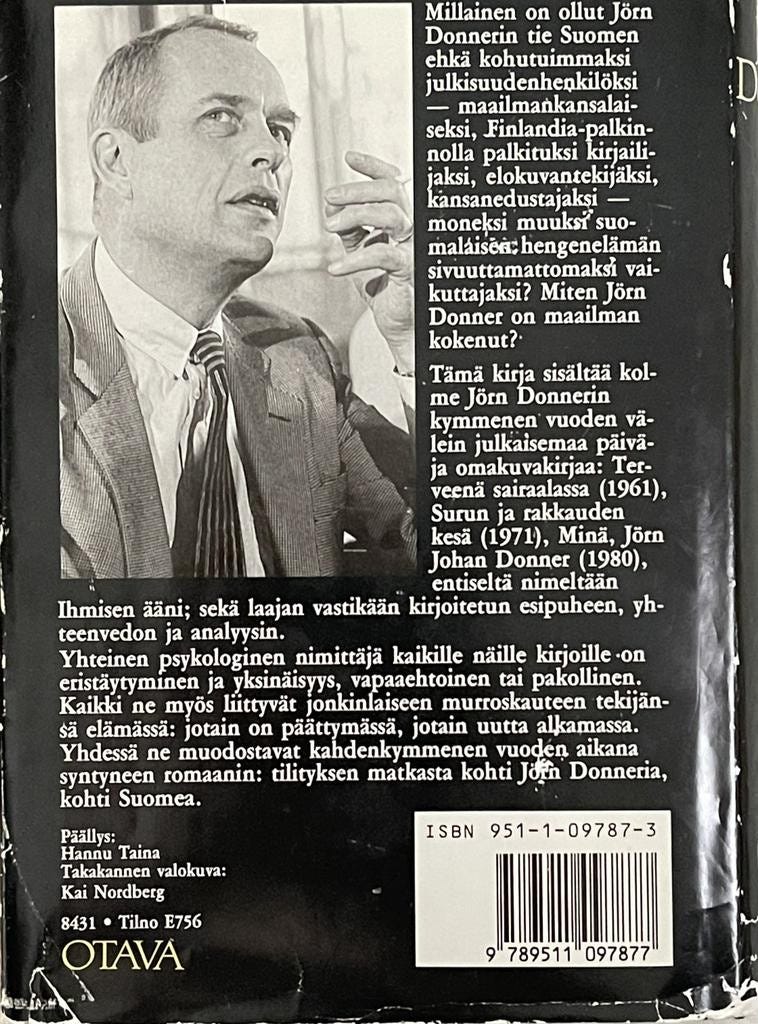 Millainen on ollut Jörn
Donnerin tie Suomen
ehkä kohutuimmaksi
julkisuudenhenkilöksi
— maailmankansalai-
seksi, Finlandia-palkin-
nolla palkituksi kirjaili-
jaksi, elokuvantekijäksi,
kansanedustajaksi —
moneksi muuksi suo-
malaisen hengenelämän
sivuuttamattomaksi vai-
kuttajaksi? Miten Jörn
Donner on maailman
kokenut?
Tämä kirja sisältää kol-
me Jörn Donnerin
kymmenen vuoden vä-
lein julkaisemaa päivä-
ja omakuvakirjaa: Ter-
veenä sairaalassa (1961),
Surun ja rakkauden
kesä (1971), Minä, Jörn
Johan Donner (1980),
entiseltä nimeltään
Ihmisen ääni; sekä laajan vastikään kirjoitetun esipuheen, yh-
teenvedon ja analyysin.
Yhteinen psykologinen nimittäjä kaikille näille kirjoille on
eristäytyminen ja yksinäisyys, vapaaehtoinen tai pakollinen.
Kaikki ne myös liittyvät jonkinlaiseen murroskauteen tekijän-
sä elämässä: jotain on päättymässä, jotain uutta alkamassa.
Yhdessä ne muodostavat kahdenkymmenen vuoden aikana
syntyneen romaanin: tilityksen matkasta kohti Jörn Donneria,
kohti Suomea.
Päällys:
Hannu Taina
Takakannen valokuva:
Kai Nordberg
8431 • Tilno E756
OTAVA
ISBN 951-1-09787-3
9 789511 097877
D